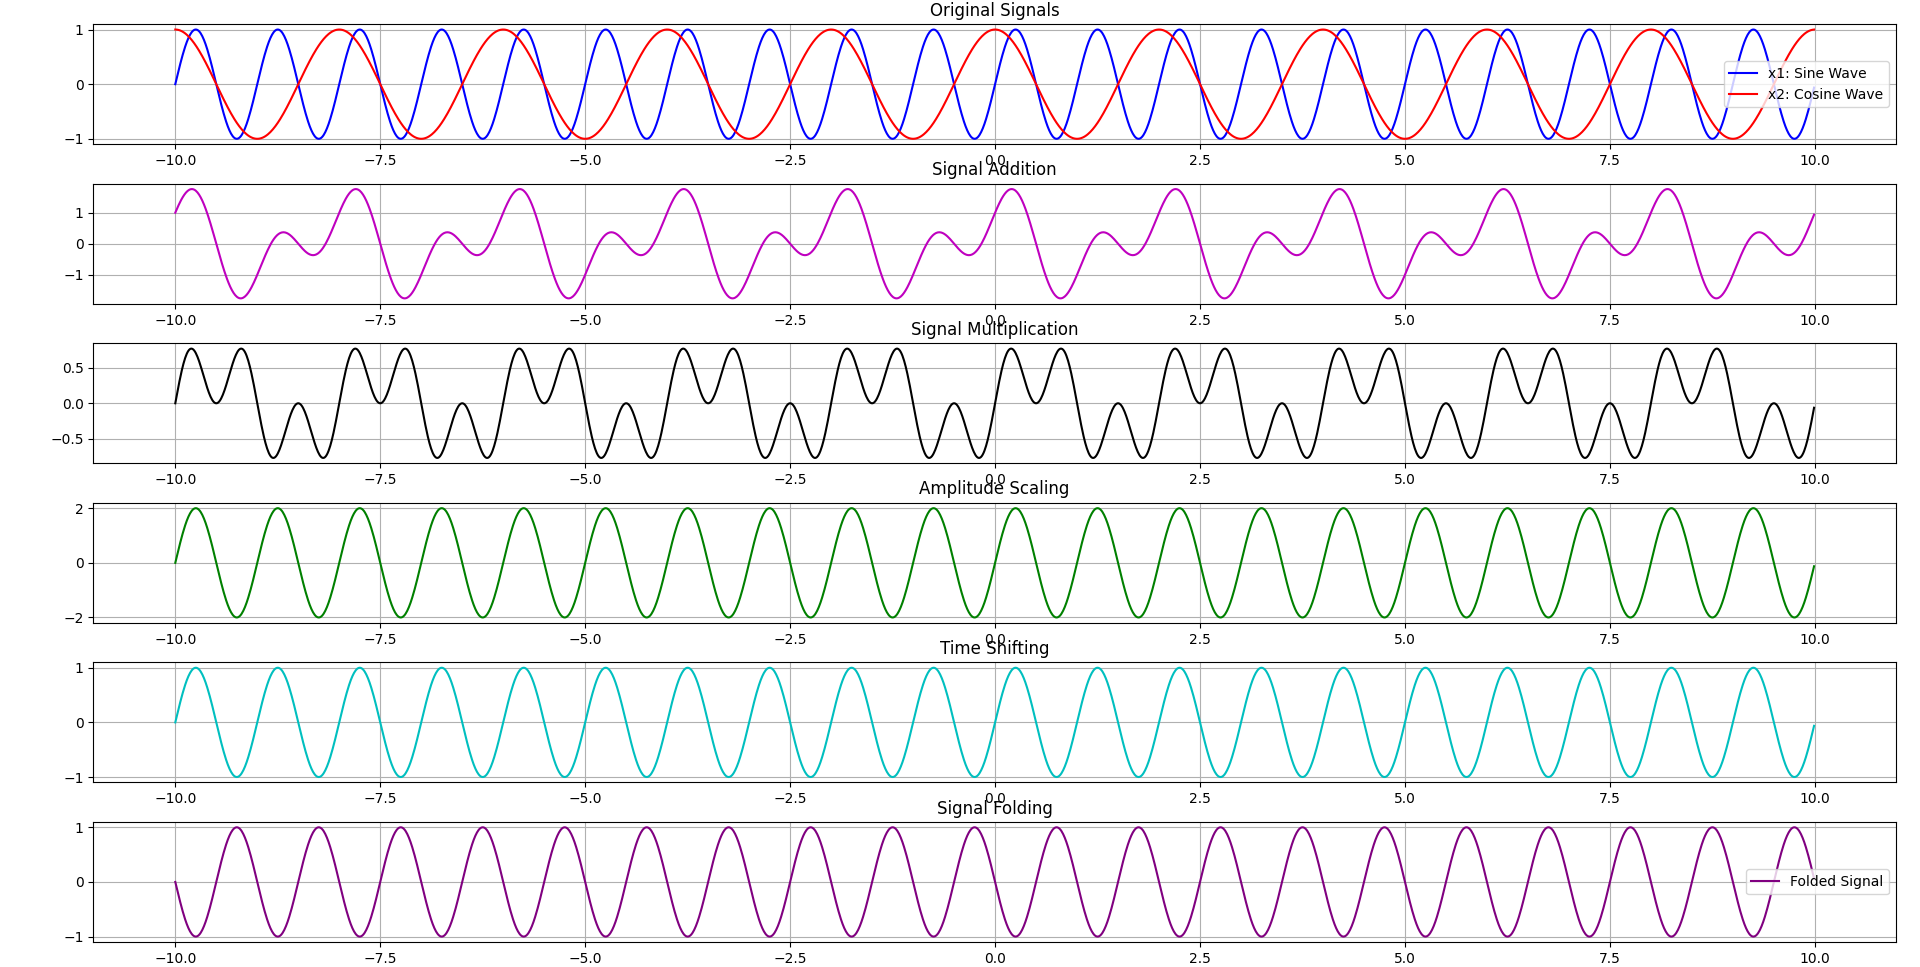 Original Signals
1
0
−1
x1: Sine Wave
x2: Cosine Wave
−10.0 −7.5 −5.0 −2.5 0.0 2.5 5.0 7.5 10.0
Signal Addition
1
0
−1
−10.0 −7.5 −5.0 −2.5 0.0 2.5 5.0 7.5 10.0
Signal Multiplication
0.5
0.0
−0.5
−10.0 −7.5 −5.0 −2.5 0.0 2.5 5.0 7.5 10.0
Amplitude Scaling
2
0
−2
−10.0 −7.5 −5.0 −2.5 0.0 2.5 5.0 7.5 10.0
Time Shifting
1
0
−1
−10.0 −7.5 −5.0 −2.5 0.0 2.5 5.0 7.5 10.0
Signal Folding
1
0
−1
Folded Signal
−10.0 −7.5 −5.0 −2.5 0.0 2.5 5.0 7.5 10.0